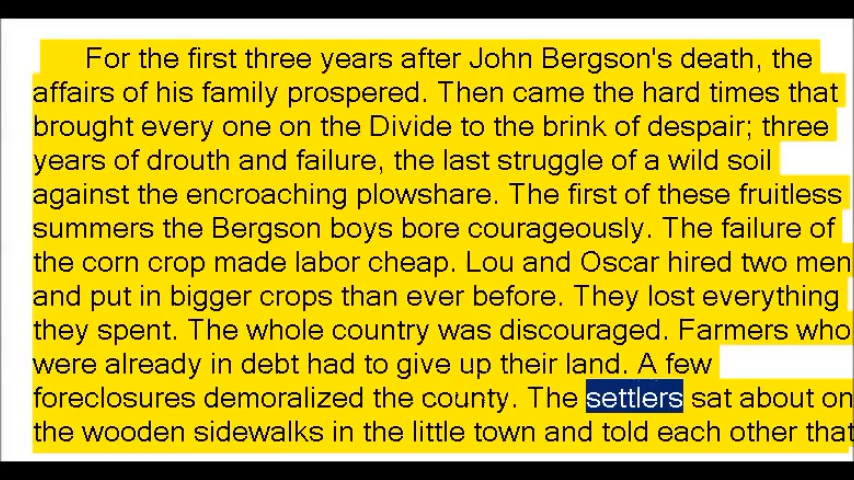 For the first three years after John Bergson's death, the
affairs of his family prospered. Then came the hard times that
brought every one on the Divide to the brink of despair; three
years of drouth and failure, the last struggle of a wild soil
against the encroaching plowshare. The first of these fruitless
summers the Bergson boys bore courageously. The failure of
the corn crop made labor cheap. Lou and Oscar hired two men
and put in bigger crops than ever before. They lost everything
they spent. The whole country was discouraged. Farmers who
were already in debt had to give up their land. A few
foreclosures demoralized the county. The settlers sat about on
the wooden sidewalks in the little town and told each other that